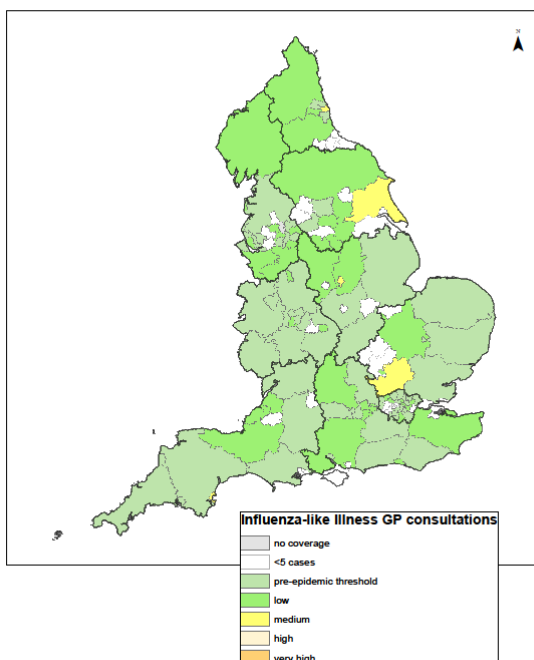 Influenza-like Illness GP consultations
no coverage
<5 cases
pre-epidemic threshold
low
medium
high
very high